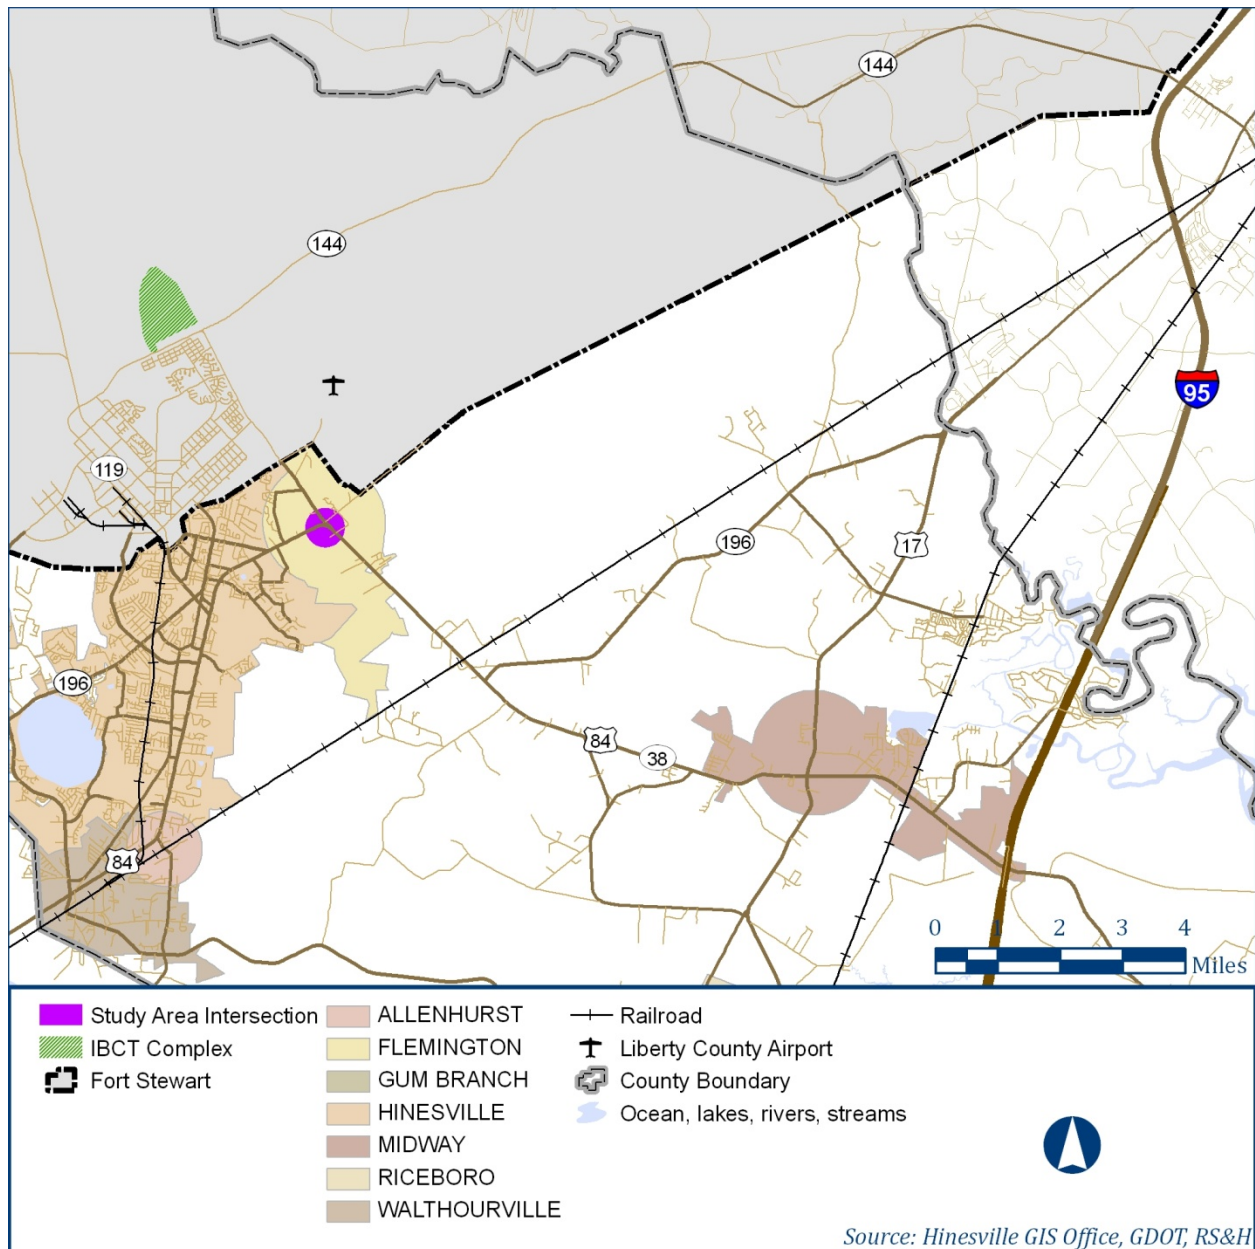 144
144
95
119
196
17
196
84
38
84
0 1 2 3 4
Miles
Study Area Intersection
IBCT Complex
Fort Stewart
ALLENHURST
FLEMINGTON
GUM BRANCH
HINESVILLE
MIDWAY
RICEBORO
WALTHOURVILLE
Railroad
Liberty County Airport
County Boundary
Ocean, lakes, rivers, streams
Source: Hinesville GIS Office, GDOT, RS&H